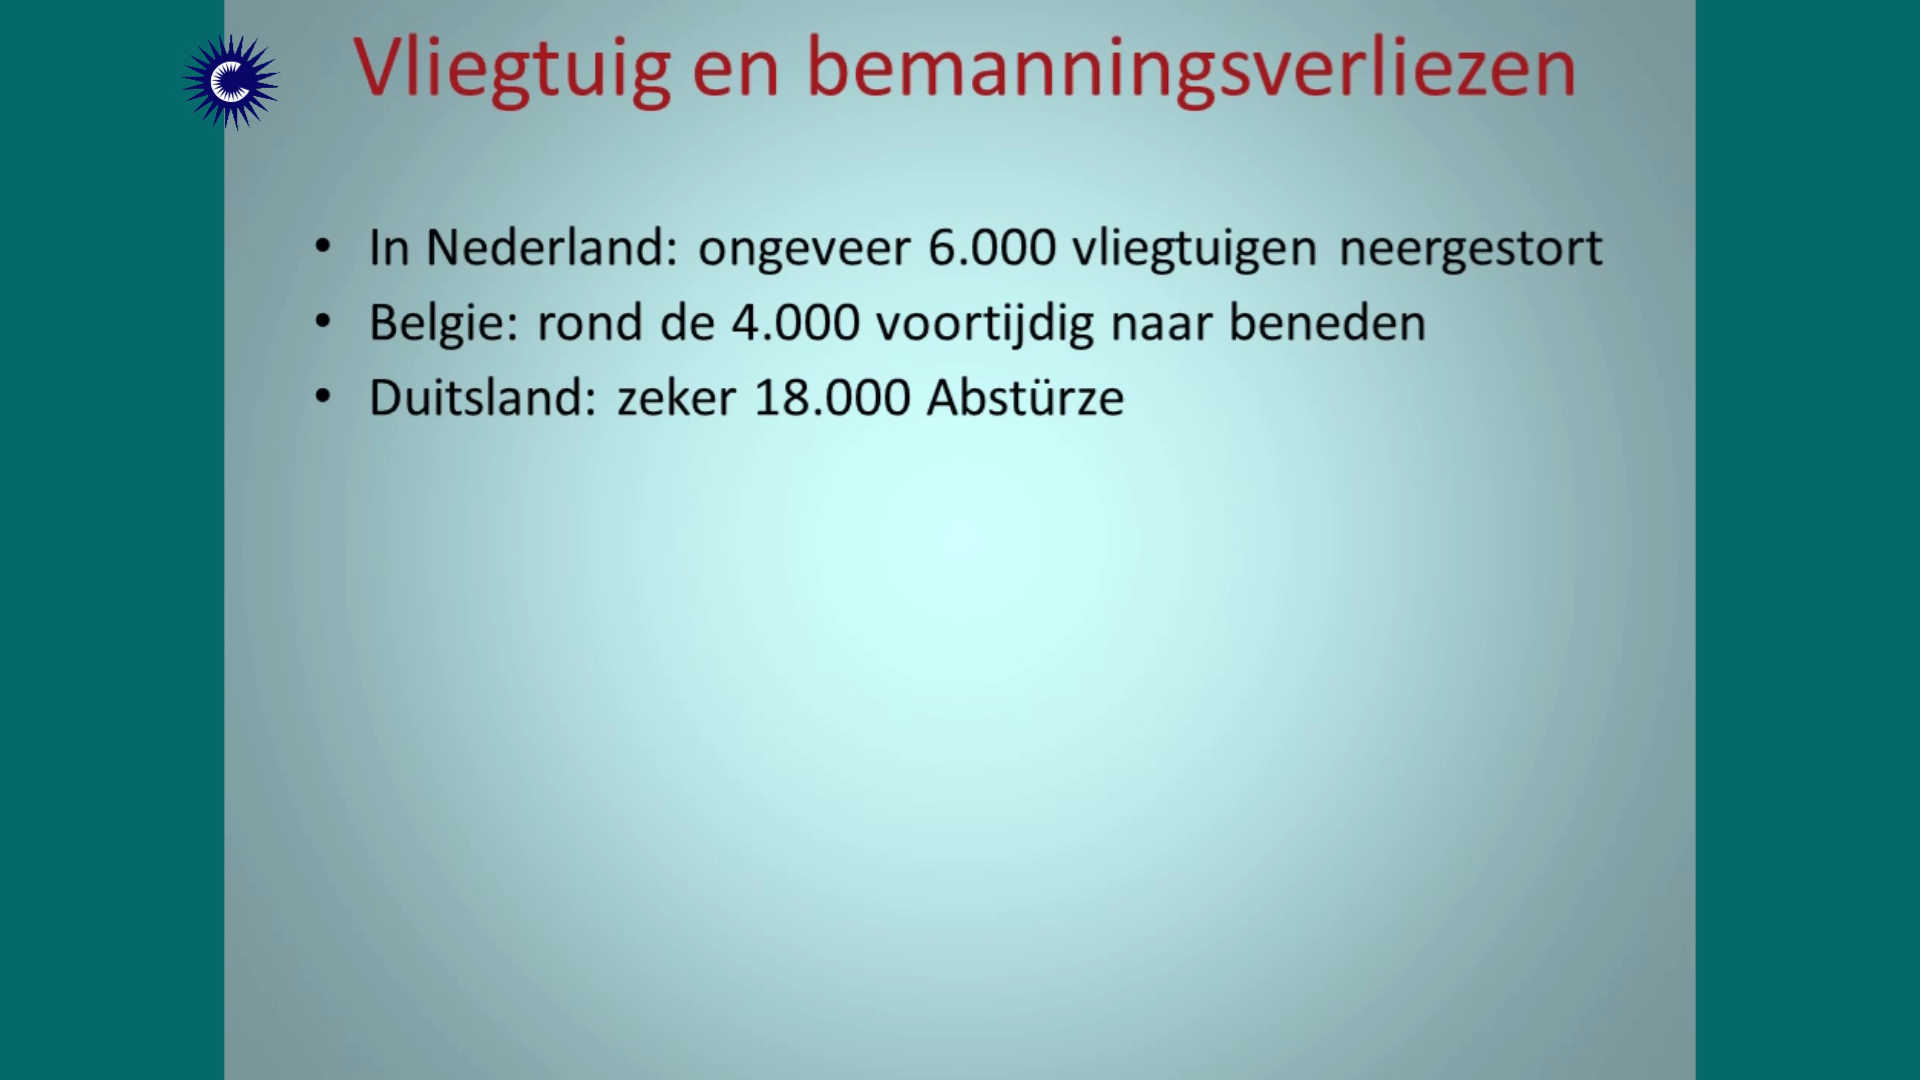 Vliegtuig en bemanningsverliezen
• In Nederland: ongeveer 6.000 vliegtuigen neergestort
• Belgie: rond de 4.000 voortijdig naar beneden
• Duitsland: zeker 18.000 Abstürze